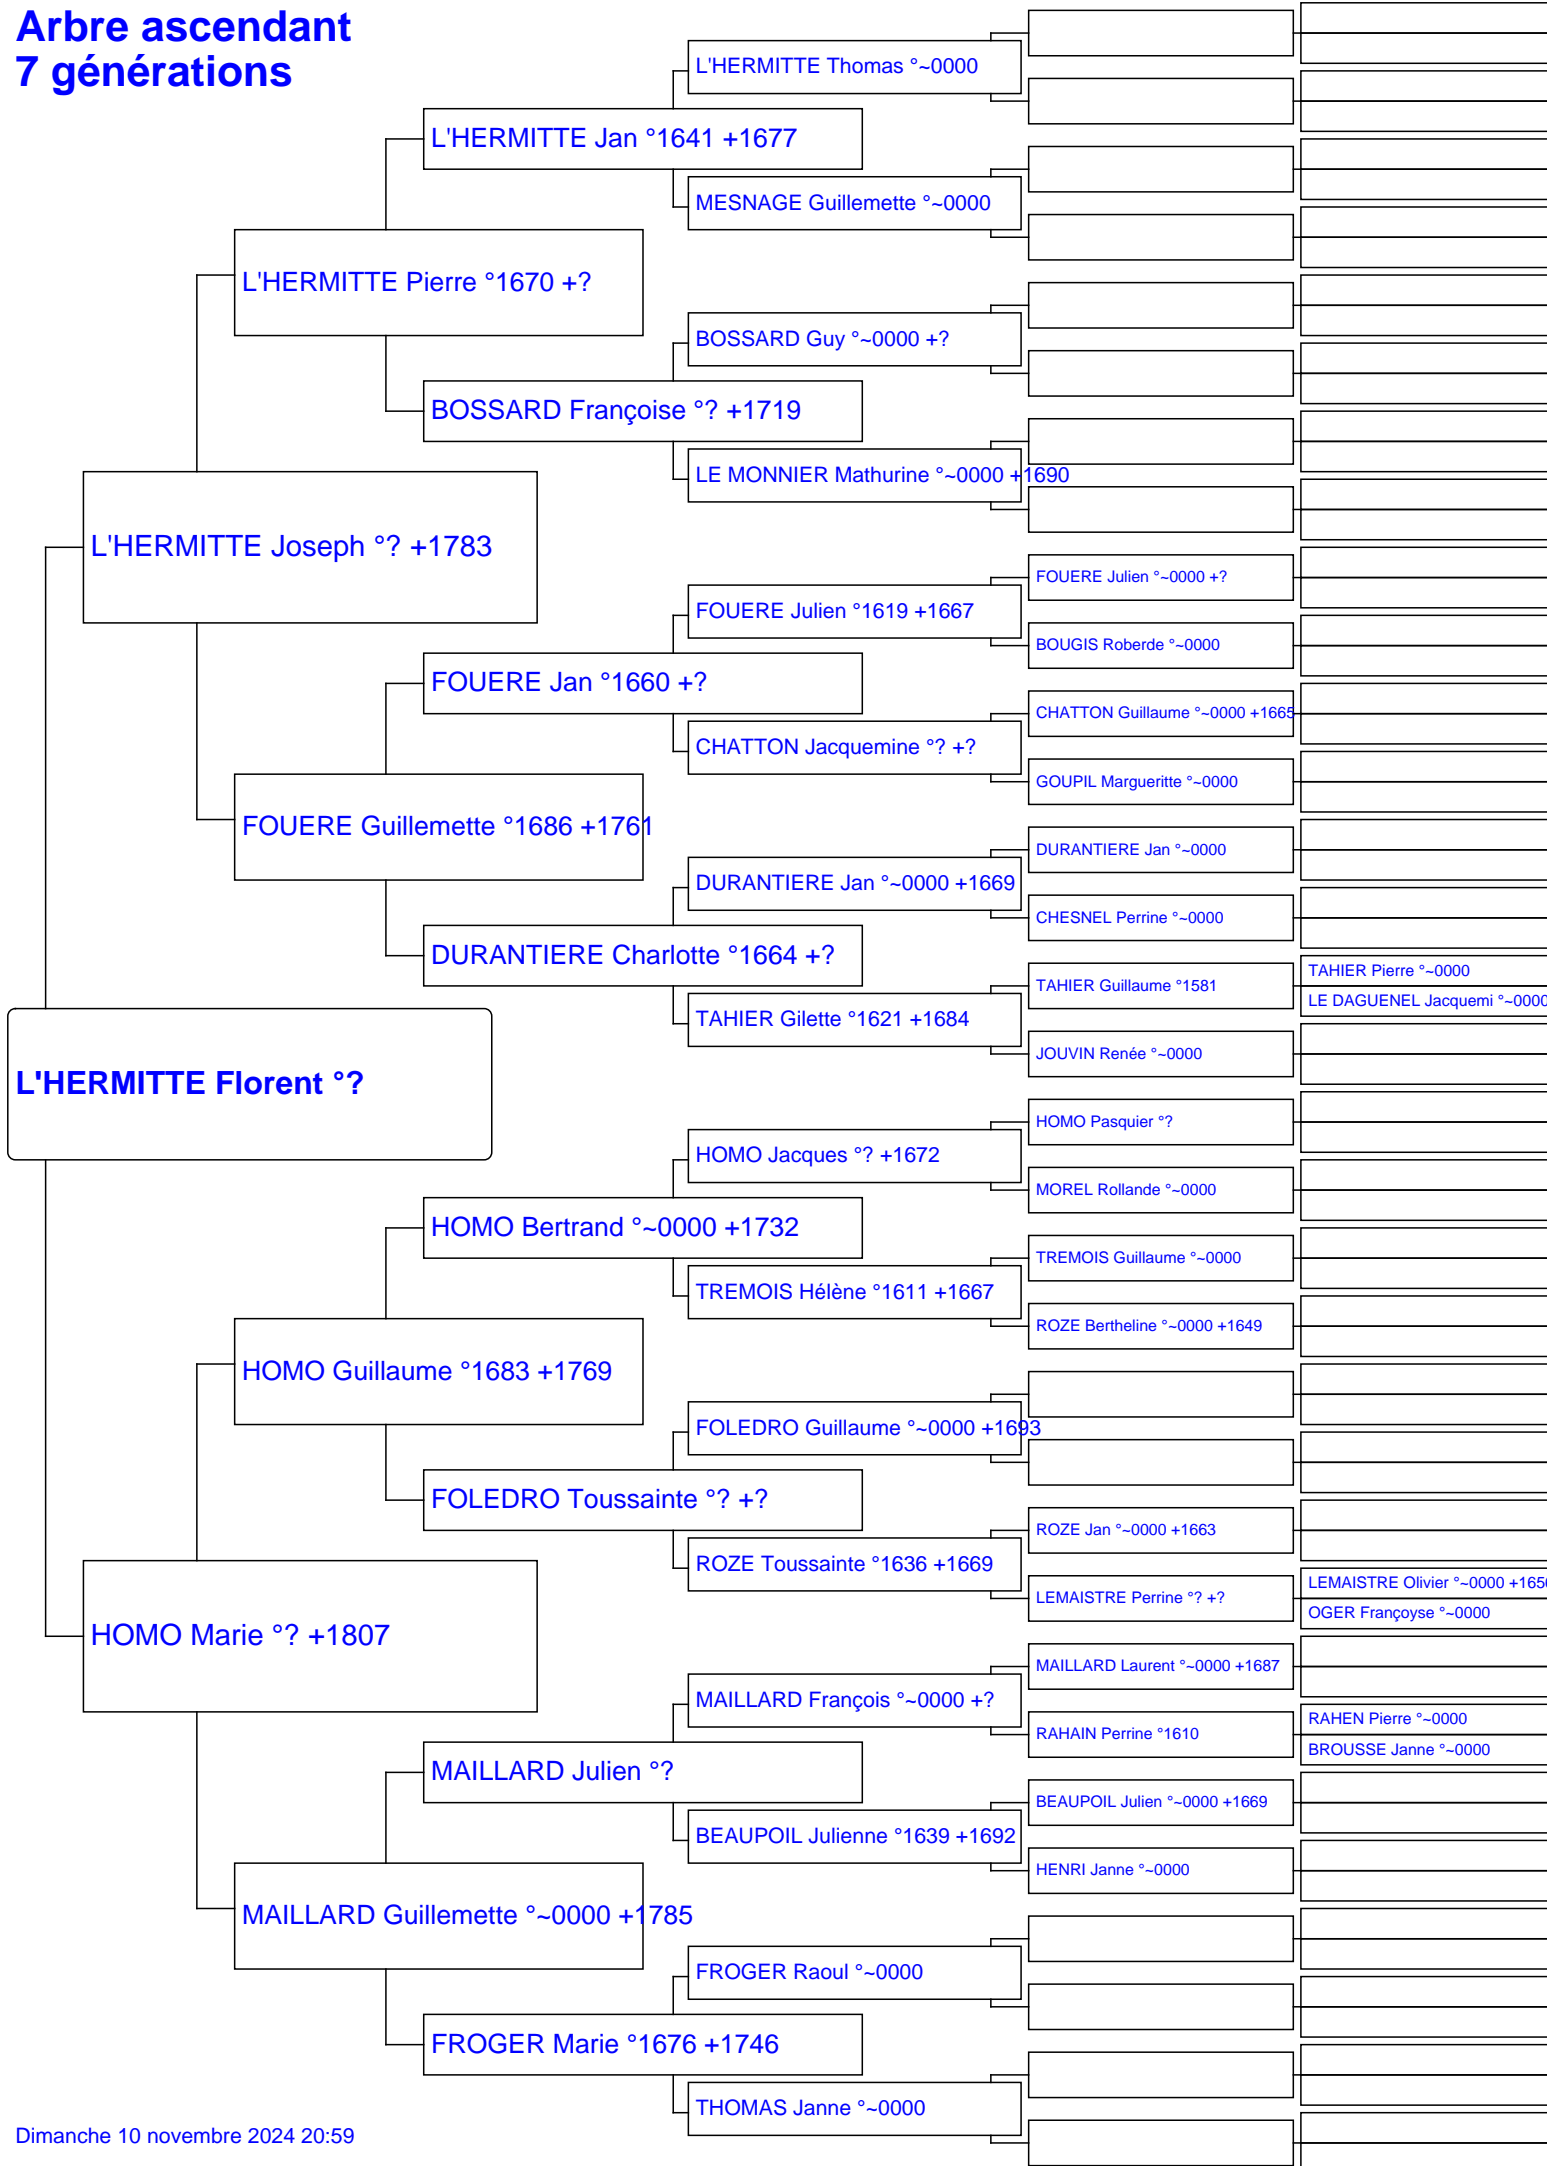 Arbre ascendant
7 générations
L'HERMITTE Thomas °~0000
L'HERMITTE Jan °1641 +1677
MESNAGE Guillemette °~0000
L'HERMITTE Pierre °1670 +?
BOSSARD Guy °~0000 +?
BOSSARD Françoise °? +1719
LE MONNIER Mathurine °~0000 +1690
L'HERMITTE Joseph °? +1783
FOUERE Julien °~0000 +?
FOUERE Julien °1619 +1667
BOUGIS Roberde °~0000
FOUERE Jan °1660 +?
CHATTON Guillaume °~0000 +1665
CHATTON Jacquemine °? +?
GOUPIL Margueritte °~0000
FOUERE Guillemette °1686 +1761
DURANTIERE Jan °~0000
DURANTIERE Jan °~0000 +1669
CHESNEL Perrine °~0000
DURANTIERE Charlotte °1664 +?
TAHIER Pierre °~0000
TAHIER Guillaume °1581
LE DAGUENEL Jacquemi °~0000
TAHIER Gilette °1621 +1684
JOUVIN Renée °~0000
L'HERMITTE Florent °?
HOMO Pasquier °?
HOMO Jacques °? +1672
MOREL Rollande °~0000
HOMO Bertrand °~0000 +1732
TREMOIS Guillaume °~0000
TREMOIS Hélène °1611 +1667
ROZE Bertheline °~0000 +1649
HOMO Guillaume °1683 +1769
FOLEDRO Guillaume °~0000 +1693
FOLEDRO Toussainte °? +?
ROZE Jan °~0000 +1663
ROZE Toussainte °1636 +1669
LEMAISTRE Olivier °~0000
LEMAISTRE Perrine °? +?
OGER Françoyse °~0000
HOMO Marie °? +1807
MAILLARD Laurent °~0000 +1687
MAILLARD François °~0000 +?
RAHEN Pierre °~0000
RAHAIN Perrine °1610
BROUSSE Janne °~0000
MAILLARD Julien °?
BEAUPOIL Julien °~0000 +1669
BEAUPOIL Julienne °1639 +1692
HENRI Janne °~0000
MAILLARD Guillemette °~0000 +1785
FROGER Raoul °~0000
FROGER Marie °1676 +1746
THOMAS Janne °~0000
Dimanche 10 novembre 2024 20:59